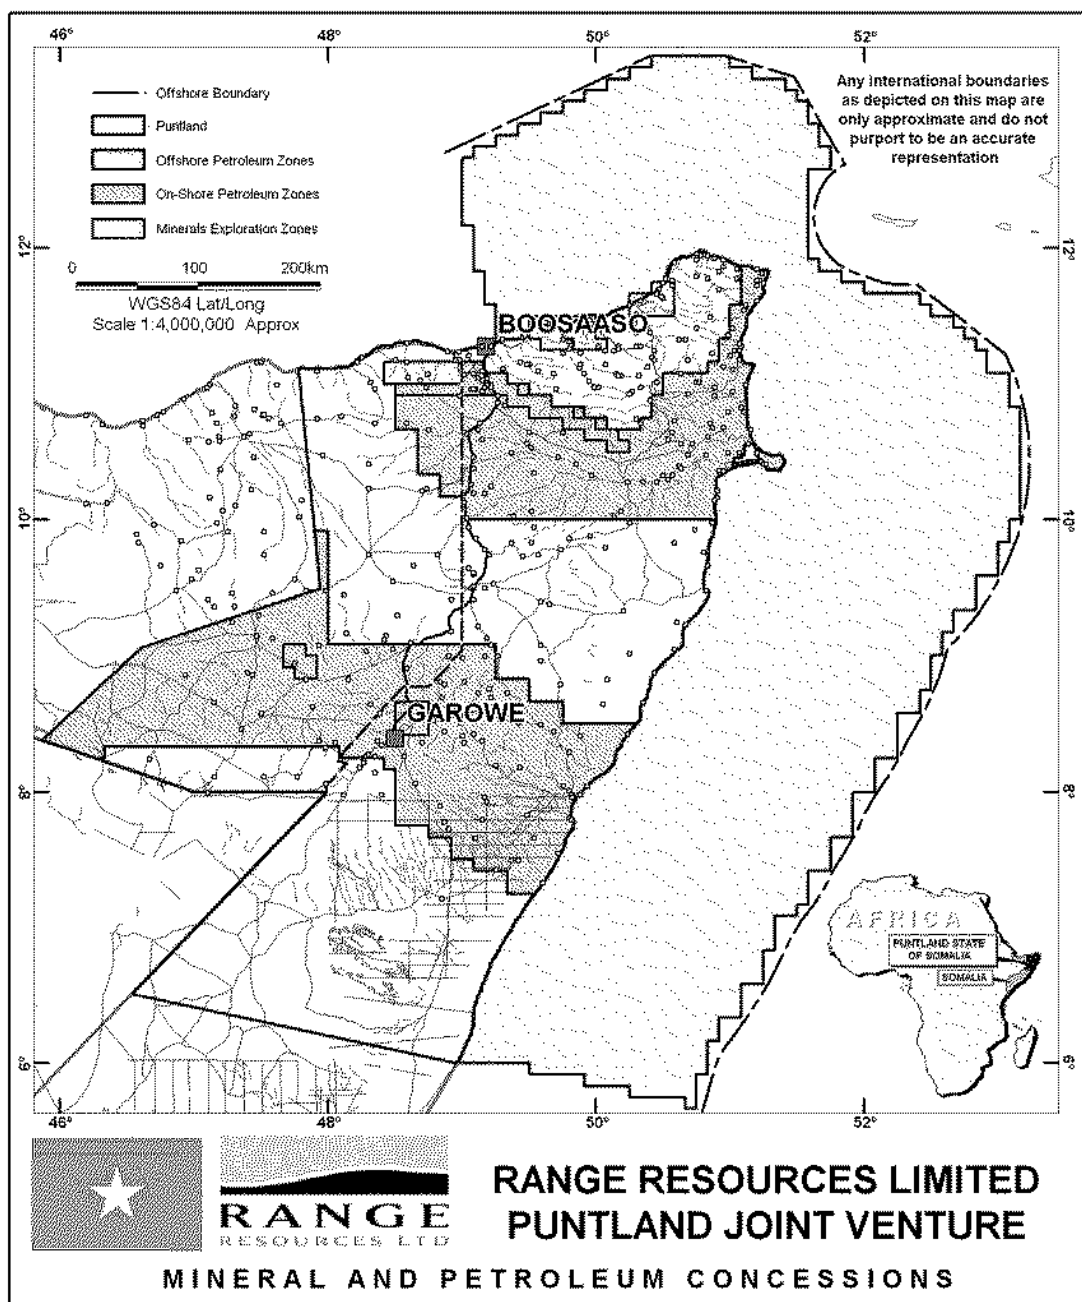 46°
48°
50°
52°
Offshore Boundary
Puntland
Offshore Petroleum Zones
On-Shore Petroleum Zones
Minerals Exploration Zones
Any international boundaries
as depicted on this map are
only approximate and do not
purport to be an accurate
representation
12°
12°
0 100 200km
WGS84 Lat/Long
Scale 1:4,000,000 Approx
BOOSAASO
10°
10°
GAROWE
8°
8°
AFRICA
PUNTLAND STATE
OF SOMALIA
SOMALIA
6°
6°
46°
48°
50°
52°
RANGE
RESOURCES LTD
RANGE RESOURCES LIMITED
PUNTLAND JOINT VENTURE
MINERAL AND PETROLEUM CONCESSIONS